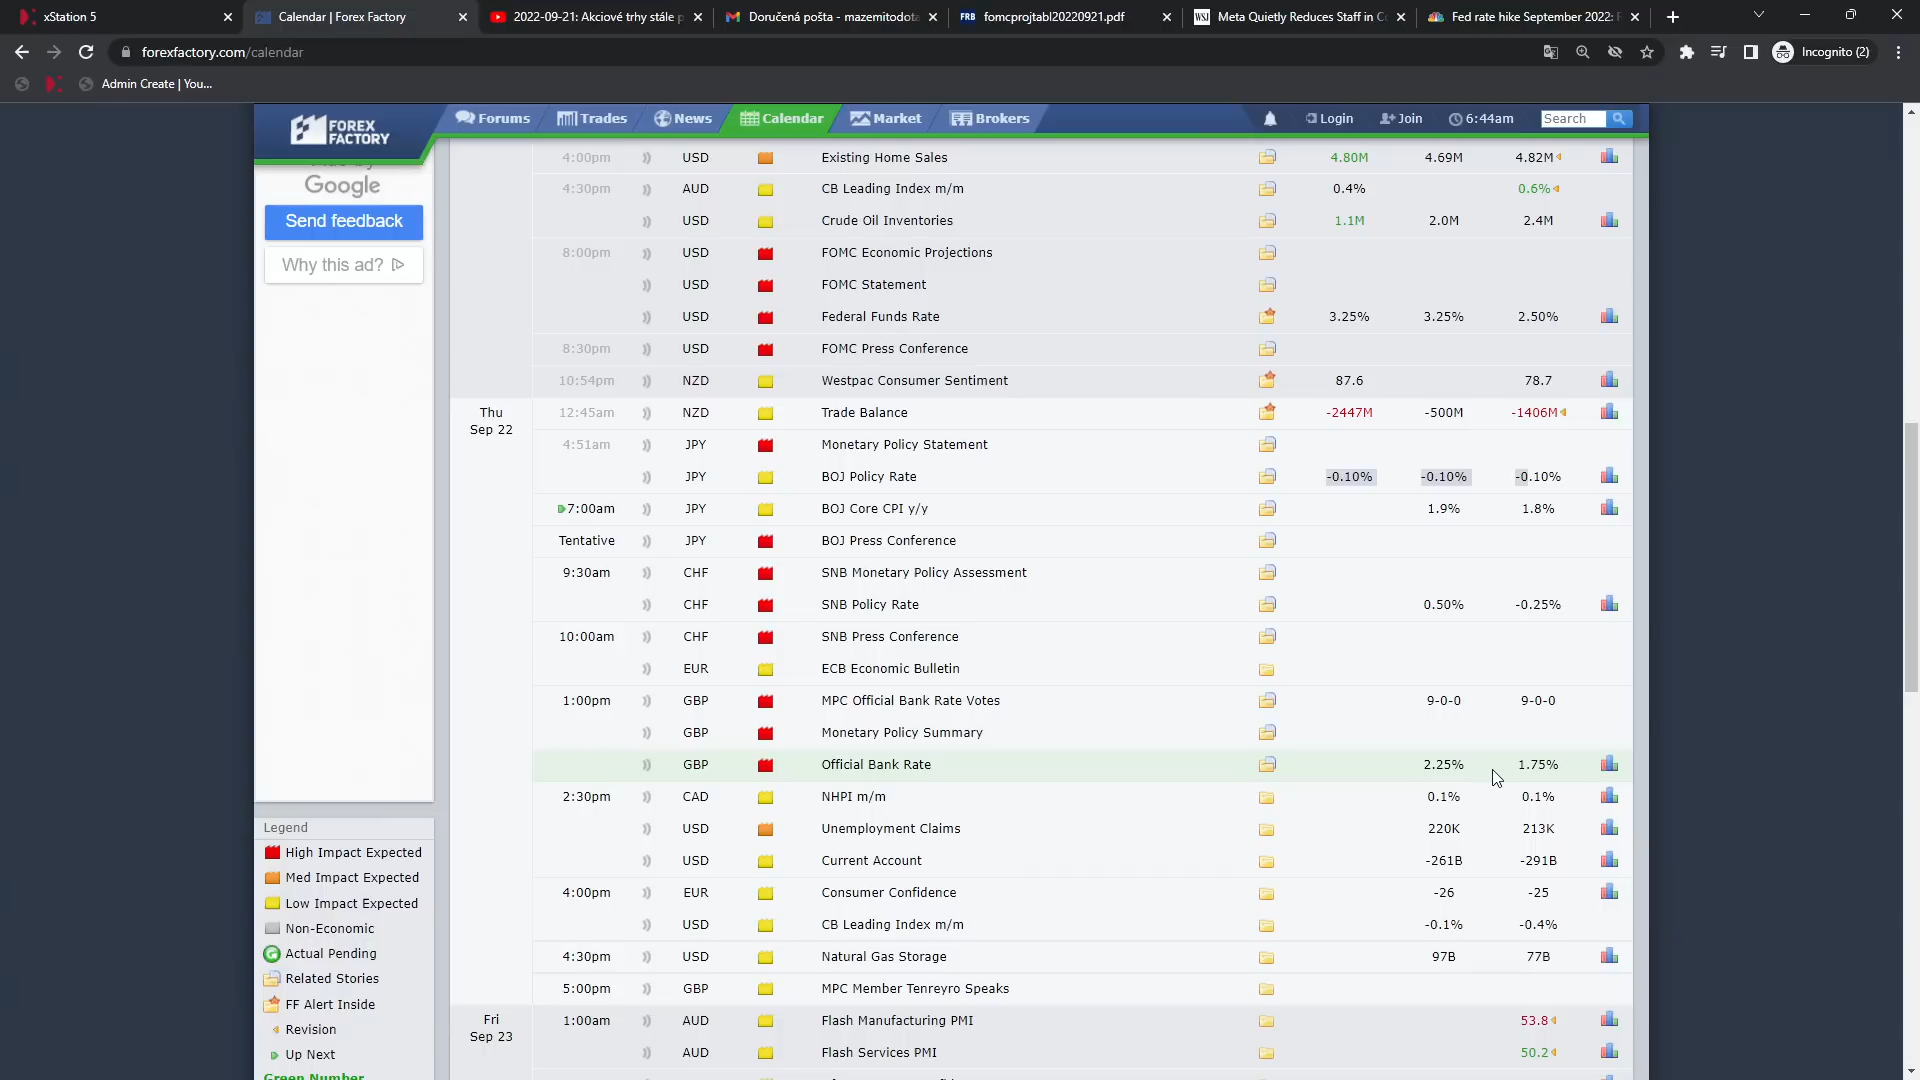 xStation 5
Calendar | Forex Factory
2022-09-21: Akciové trhy stále p
Doručená pošta - mazemitodota
FRB
fomcprojtabl20220921.pdf
WSJ
Meta Quietly Reduces Staff in C
Fed rate hike September 2022:
forexfactory.com/calendar
Incognito (2)
Admin Create | You...
FOREX
FACTORY
Forums
Trades
News
Calendar
Market
Brokers
Login
Join
6:44am
Search
Google
Send feedback
Why this ad?
4:00pm USD Existing Home Sales 4.80M 4.69M 4.82M
4:30pm AUD CB Leading Index m/m 0.4% 0.6%
USD Crude Oil Inventories 1.1M 2.0M 2.4M
8:00pm USD FOMC Economic Projections
USD FOMC Statement
USD Federal Funds Rate 3.25% 3.25% 2.50%
8:30pm USD FOMC Press Conference
10:54pm NZD Westpac Consumer Sentiment 87.6 78.7
Thu
Sep 22
12:45am NZD Trade Balance -2447M -500M -1406M
4:51am JPY Monetary Policy Statement
JPY BOJ Policy Rate -0.10% -0.10% -0.10%
7:00am JPY BOJ Core CPI y/y 1.9% 1.8%
Tentative JPY BOJ Press Conference
9:30am CHF SNB Monetary Policy Assessment
CHF SNB Policy Rate 0.50% -0.25%
10:00am CHF SNB Press Conference
EUR ECB Economic Bulletin
1:00pm GBP MPC Official Bank Rate Votes 9-0-0 9-0-0
GBP Monetary Policy Summary
GBP Official Bank Rate 2.25% 1.75%
2:30pm CAD NHPI m/m 0.1% 0.1%
USD Unemployment Claims 220K 213K
USD Current Account -261B -291B
4:00pm EUR Consumer Confidence -26 -25
USD CB Leading Index m/m -0.1% -0.4%
4:30pm USD Natural Gas Storage 97B 77B
5:00pm GBP MPC Member Tenreyro Speaks
Fri
Sep 23
1:00am AUD Flash Manufacturing PMI 53.8
AUD Flash Services PMI 50.2
Legend
High Impact Expected
Med Impact Expected
Low Impact Expected
Non-Economic
Actual Pending
Related Stories
FF Alert Inside
Revision
Up Next
Green Number